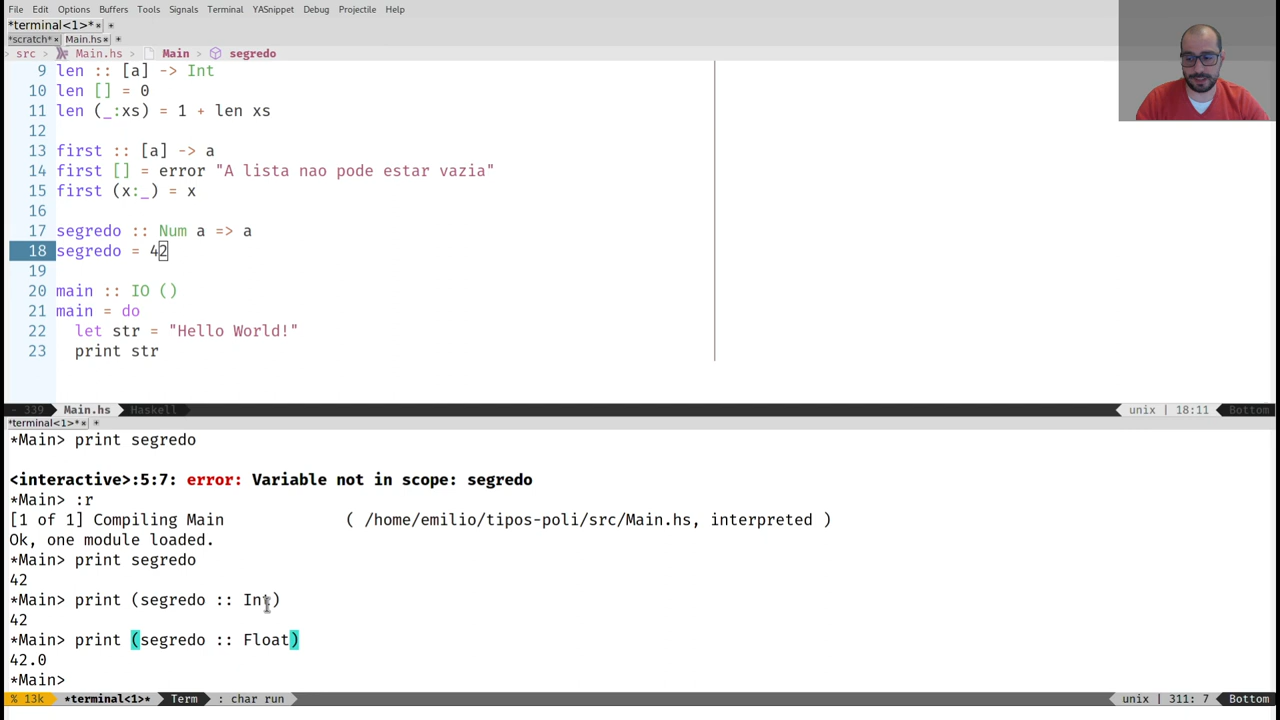 File Edit Options Buffers Tools Signals Terminal YASnippet Debug Projectile Help
*terminal<1>*× +
*scratch*× Main.hs× +
> src > Main.hs > Main > segredo
9 len :: [a] -> Int
10 len [] = 0
11 len (_:xs) = 1 + len xs
12
13 first :: [a] -> a
14 first [] = error "A lista nao pode estar vazia"
15 first (x:_) = x
16
17 segredo :: Num a => a
18 segredo = 42
19
20 main :: IO ()
21 main = do
22 let str = "Hello World!"
23 print str
- 339 Main.hs Haskell unix | 18:11 Bottom
*terminal<1>*× +
*Main> print segredo
<interactive>:5:7: error: Variable not in scope: segredo
*Main> :r
[1 of 1] Compiling Main ( /home/emilio/tipos-poli/src/Main.hs, interpreted )
Ok, one module loaded.
*Main> print segredo
42
*Main> print (segredo :: Int)
42
*Main> print (segredo :: Float)
42.0
*Main>
% 13k *terminal<1>* Term : char run unix | 311: 7 Bottom